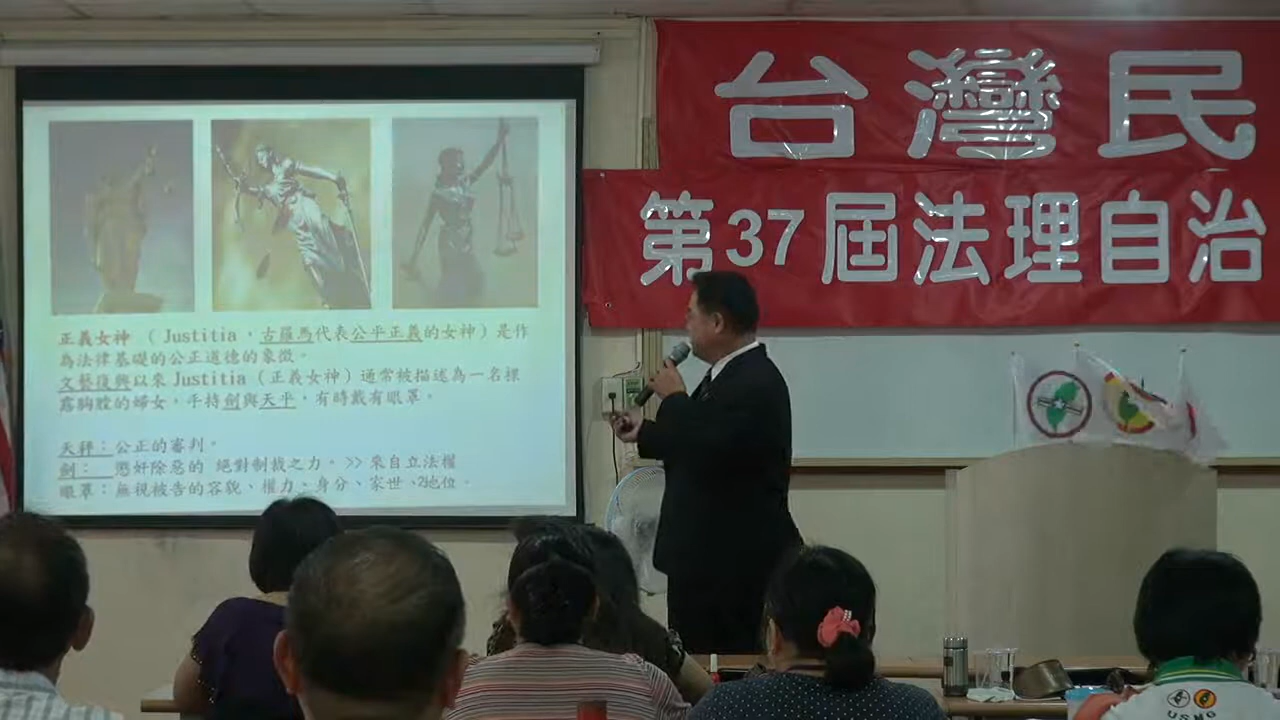 台灣民
第37屆法理自治
正義女神 （Justitia，古羅馬代表公平正義的女神）是作
為法律基礎的公正道德的象徵。
文藝復興以來 Justitia（正義女神）通常被描述為一名裸
露胸膛的婦女，手持劍與天平，有時戴有眼罩。
天秤：公正的審判。
劍： 懲奸除惡的 絕對制裁之力。>> 來自立法權
眼罩：無視被告的容貌、權力、身分、家世、地位。
2
USMG